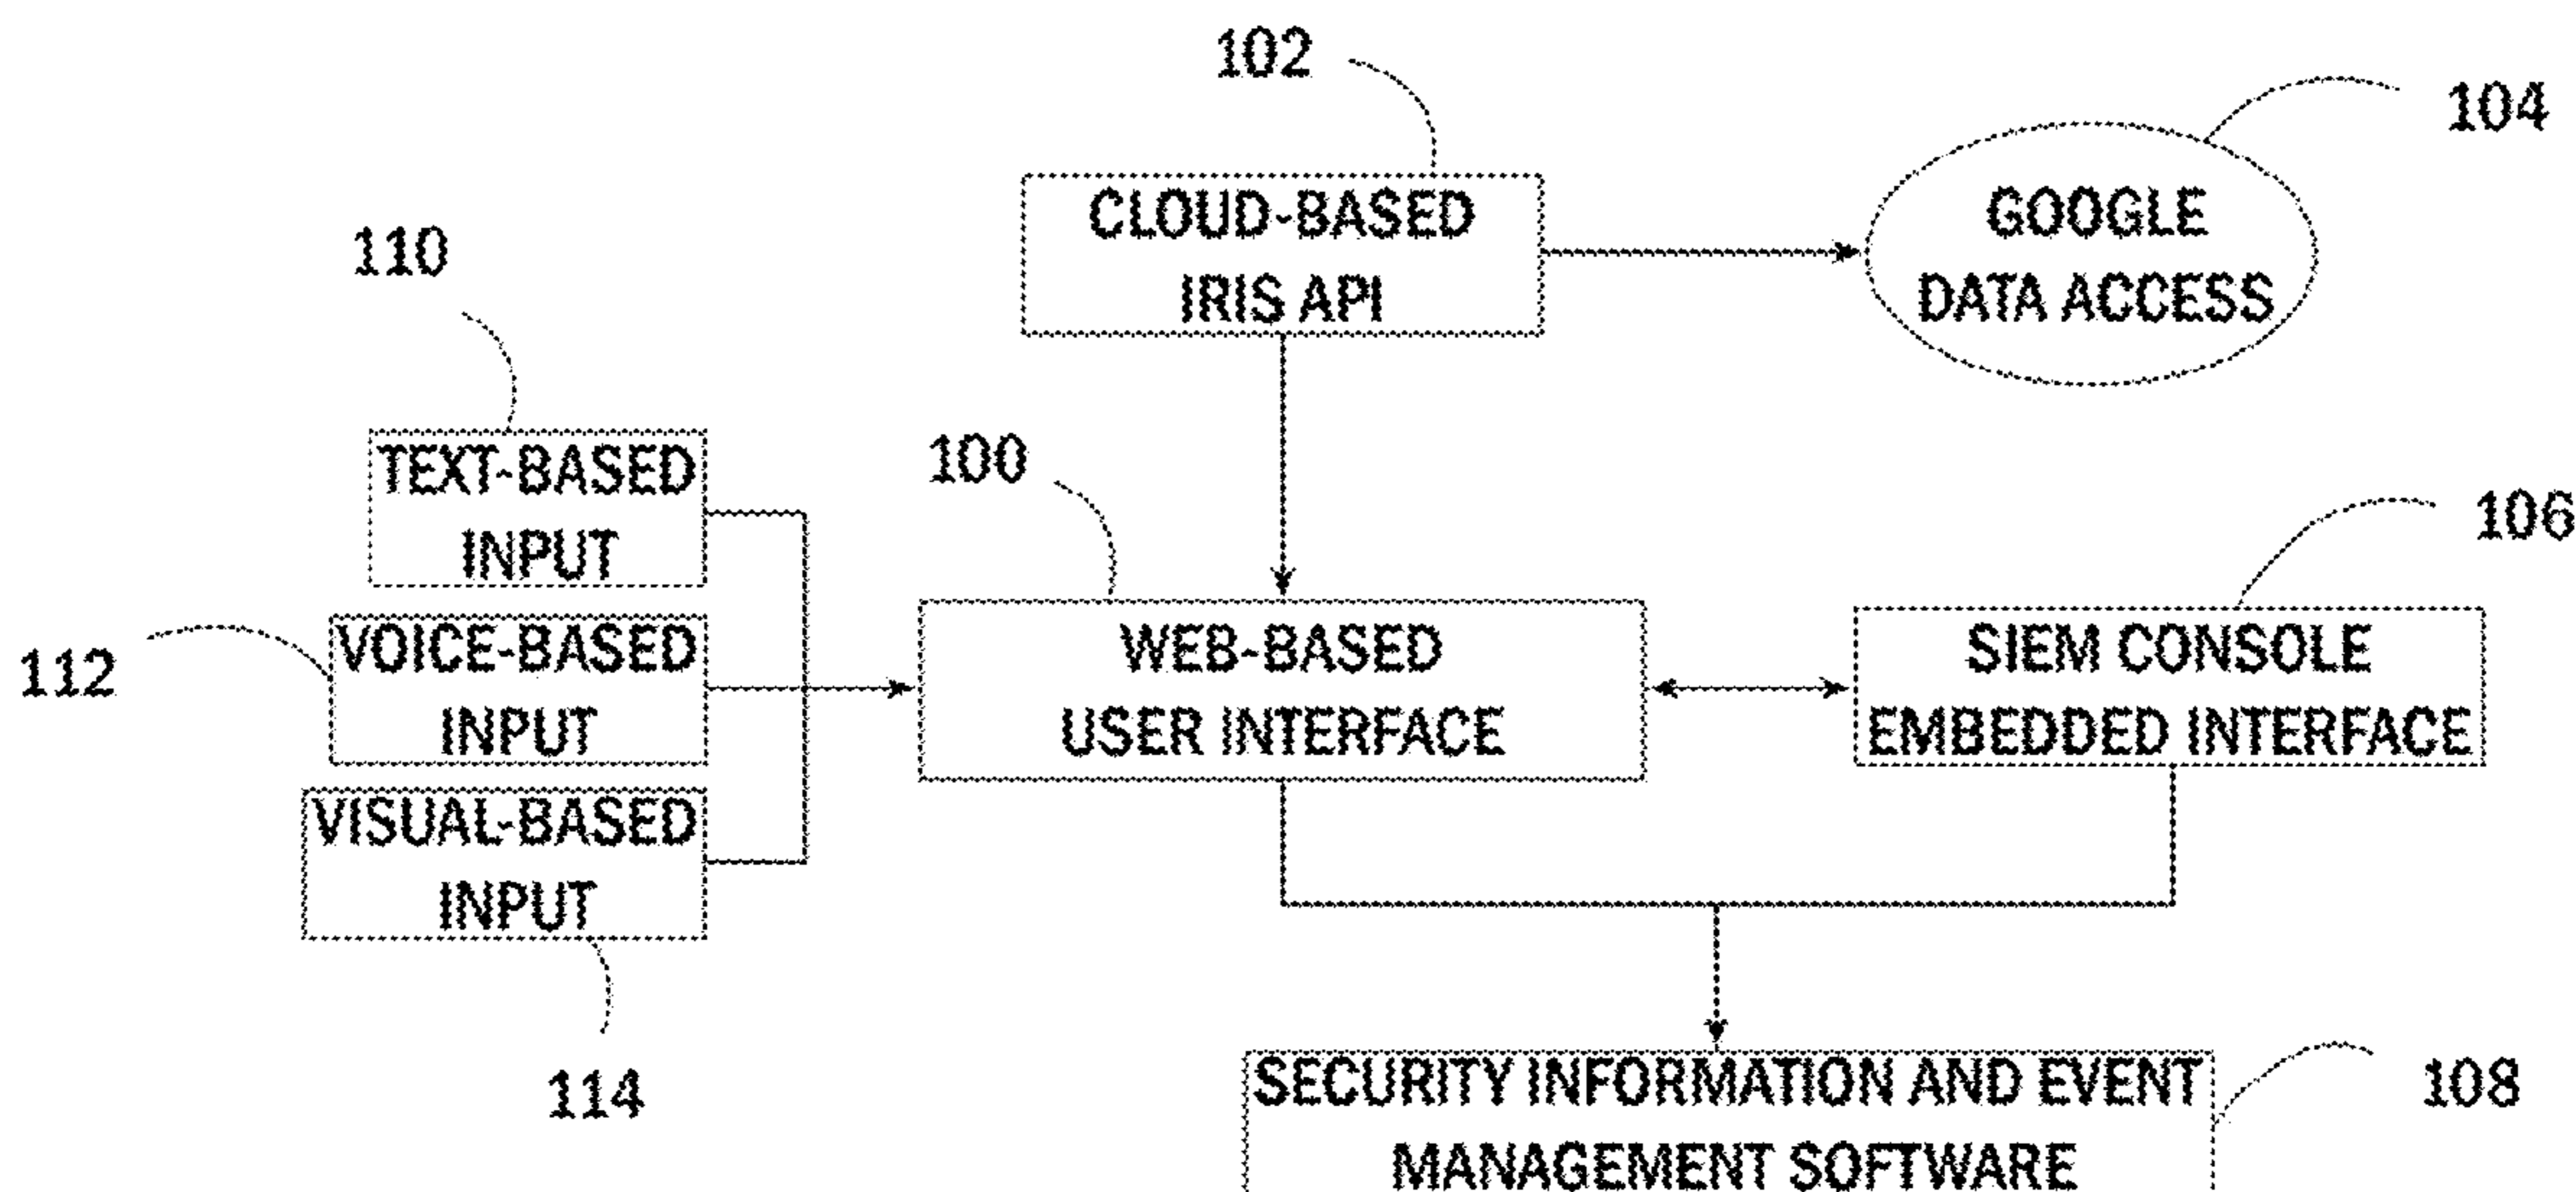 102
104
CLOUD-BASED
IRIS API
GOOGLE
DATA ACCESS
110
100
TEXT-BASED
INPUT
106
112
VOICE-BASED
INPUT
WEB-BASED
USER INTERFACE
SIEM CONSOLE
EMBEDDED INTERFACE
VISUAL-BASED
INPUT
114
SECURITY INFORMATION AND EVENT
MANAGEMENT SOFTWARE
108